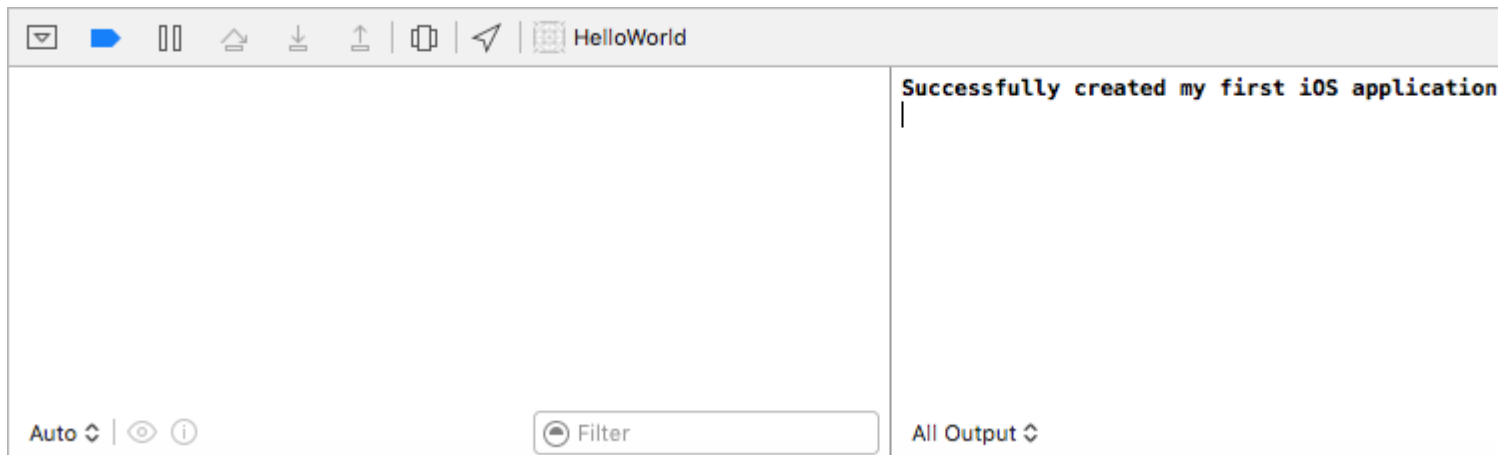 HelloWorld
Successfully created my first iOS application
Auto
Filter
All Output